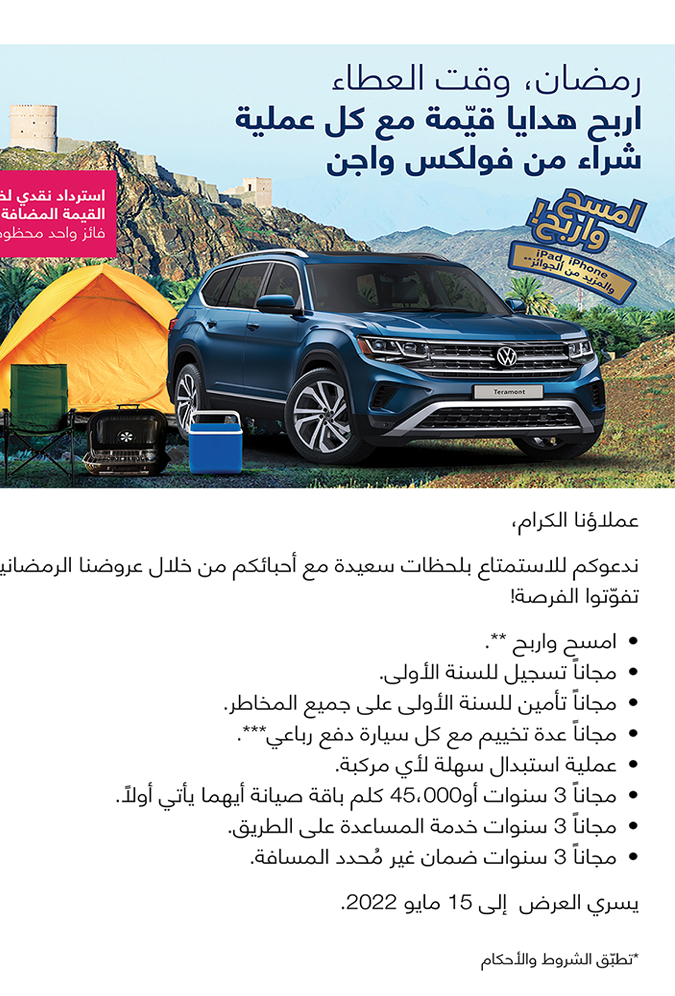 رمضان، وقت العطاء
اربح هدايا قيّمة مع كل عملية
شراء من فولكس واجن
استرداد نقدي
القيمة المضافة
فائز واحد
امسح
واربح!
iPad, iPhone
والمزيد من الجوائز**
Teramont
عملاؤنا الكرام،
ندعوكم للاستمتاع بلحظات سعيدة مع أحبائكم من خلال عروضنا
تفوّتوا الفرصة!
• امسح واربح **.
• مجاناً تسجيل للسنة الأولى.
• مجاناً تأمين للسنة الأولى على جميع المخاطر.
• مجاناً عدة تخييم مع كل سيارة دفع رباعي***.
• عملية استبدال سهلة لأي مركبة.
• مجاناً 3 سنوات أو45،000 كلم باقة صيانة أيهما يأتي أولاً.
• مجاناً 3 سنوات خدمة المساعدة على الطريق.
• مجاناً 3 سنوات ضمان غير مُحدد المسافة.
يسري العرض إلى 15 مايو 2022.
*تطبّق الشروط والأحكام